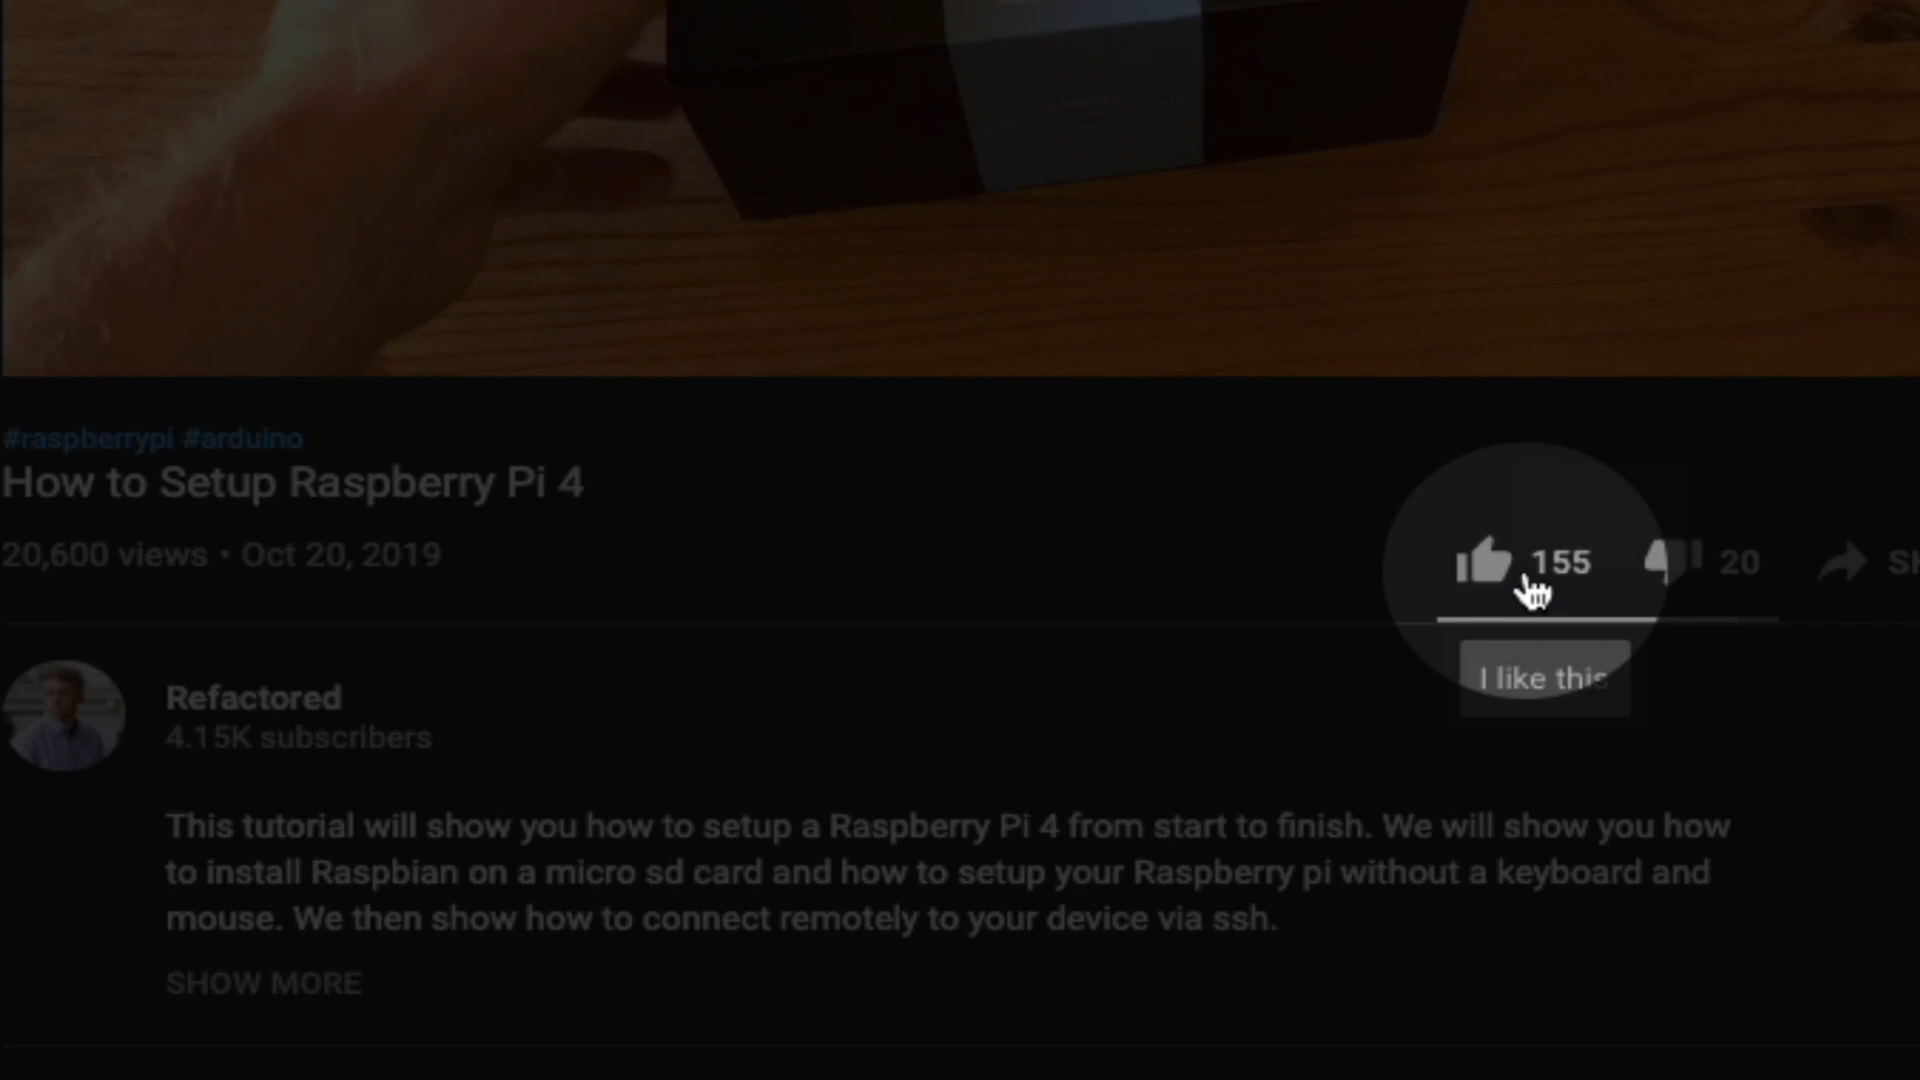 #raspberrypi #arduino
How to Setup Raspberry Pi 4
20,600 views • Oct 20, 2019
155
20
I like this
Refactored
4.15K subscribers
This tutorial will show you how to setup a Raspberry Pi 4 from start to finish. We will show you how
to install Raspbian on a micro sd card and how to setup your Raspberry pi without a keyboard and
mouse. We then show how to connect remotely to your device via ssh.
SHOW MORE